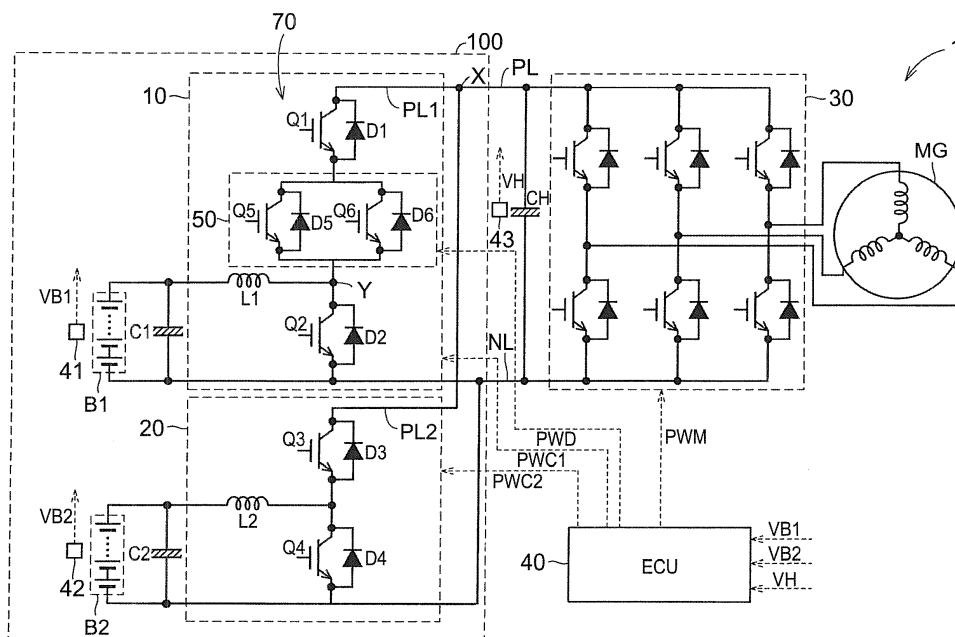 70
100
X
PL
10
PL1
30
Q1
D1
MG
VH
CH
50
Q5
D5
Q6
D6
43
VB1
L1
Y
C1
Q2
D2
41
NL
B1
20
PL2
PWM
Q3
D3
PWD
PWC1
PWC2
VB2
L2
VB1
C2
Q4
D4
40
ECU
VB2
42
VH
B2